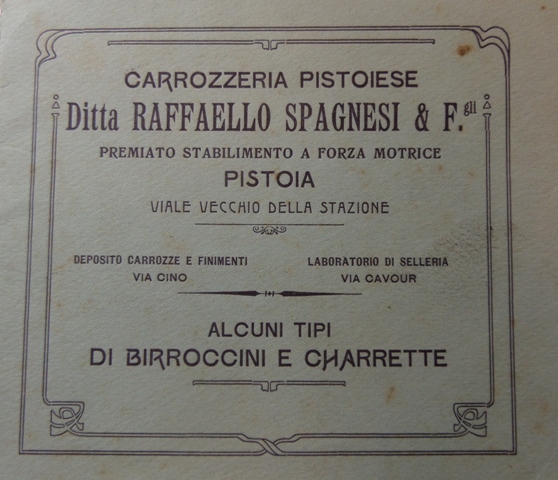 CARROZZERIA PISTOIESE
Ditta RAFFAELLO SPAGNESI & F.gli
PREMIATO STABILIMENTO A FORZA MOTRICE
PISTOIA
VIALE VECCHIO DELLA STAZIONE
DEPOSITO CARROZZE E FINIMENTI
VIA CINO
LABORATORIO DI SELLERIA
VIA CAVOUR
ALCUNI TIPI
DI BIRROCCINI E CHARRETTE